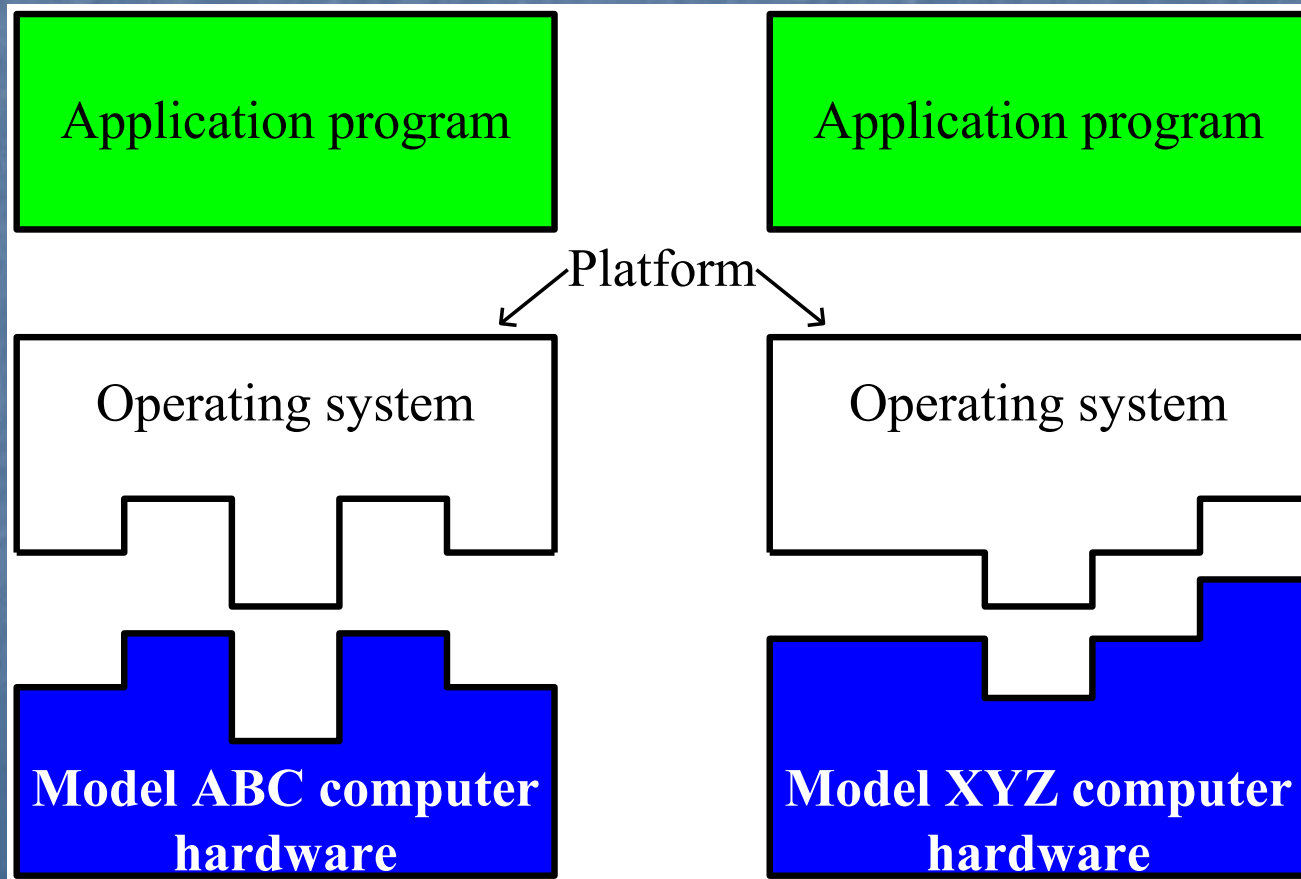 Application program
Application program
Platform
Operating system
Operating system
Model ABC computer
hardware
Model XYZ computer
hardware